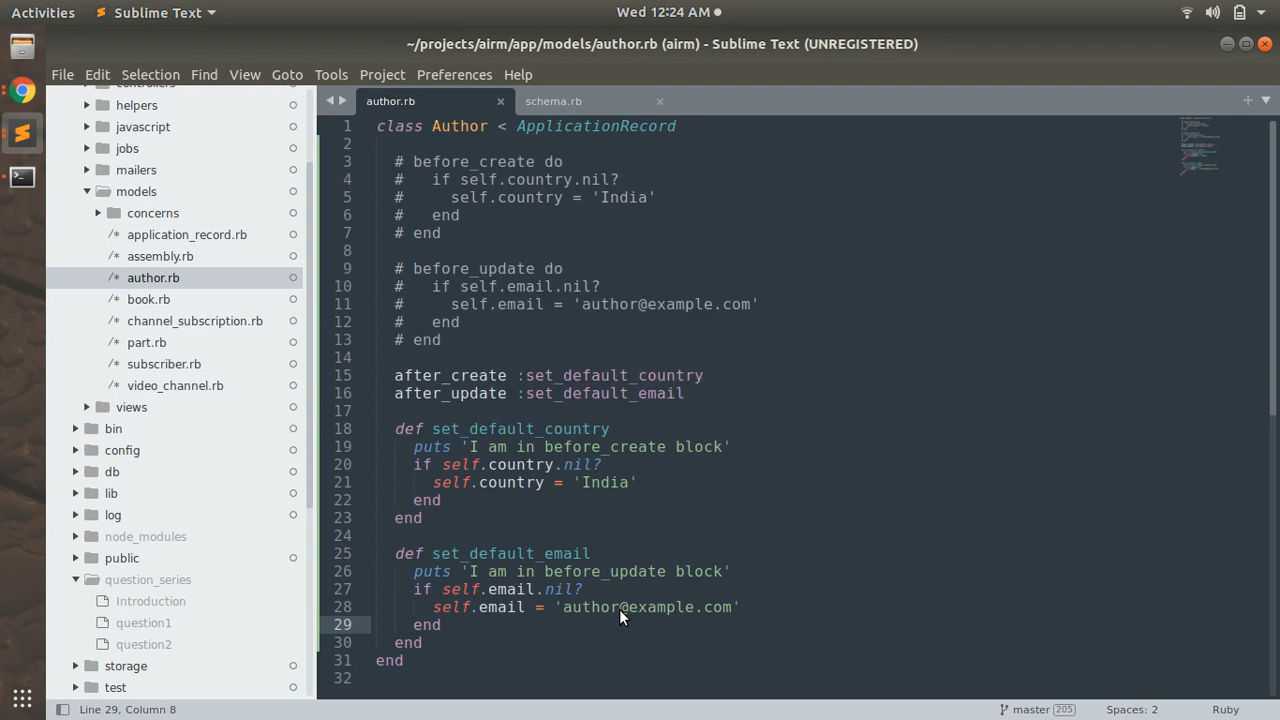 Activities
Sublime Text
Wed 12:24 AM
~/projects/airm/app/models/author.rb (airm) - Sublime Text (UNREGISTERED)
File Edit Selection Find View Goto Tools Project Preferences Help
controllers
helpers
javascript
jobs
mailers
models
concerns
/* application_record.rb
/* assembly.rb
/* author.rb
/* book.rb
/* channel_subscription.rb
/* part.rb
/* subscriber.rb
/* video_channel.rb
views
bin
config
db
lib
log
node_modules
public
question_series
Introduction
question1
question2
storage
test
author.rb
schema.rb
1 class Author < ApplicationRecord
2
3 # before_create do
4 #   if self.country.nil?
5 #     self.country = 'India'
6 #   end
7 # end
8
9 # before_update do
10 #   if self.email.nil?
11 #     self.email = 'author@example.com'
12 #   end
13 # end
14
15 after_create :set_default_country
16 after_update :set_default_email
17
18 def set_default_country
19 puts 'I am in before_create block'
20 if self.country.nil?
21 self.country = 'India'
22 end
23 end
24
25 def set_default_email
26 puts 'I am in before_update block'
27 if self.email.nil?
28 self.email = 'author@example.com'
29 end
30 end
31 end
32
Line 29, Column 8
master 205
Spaces: 2
Ruby